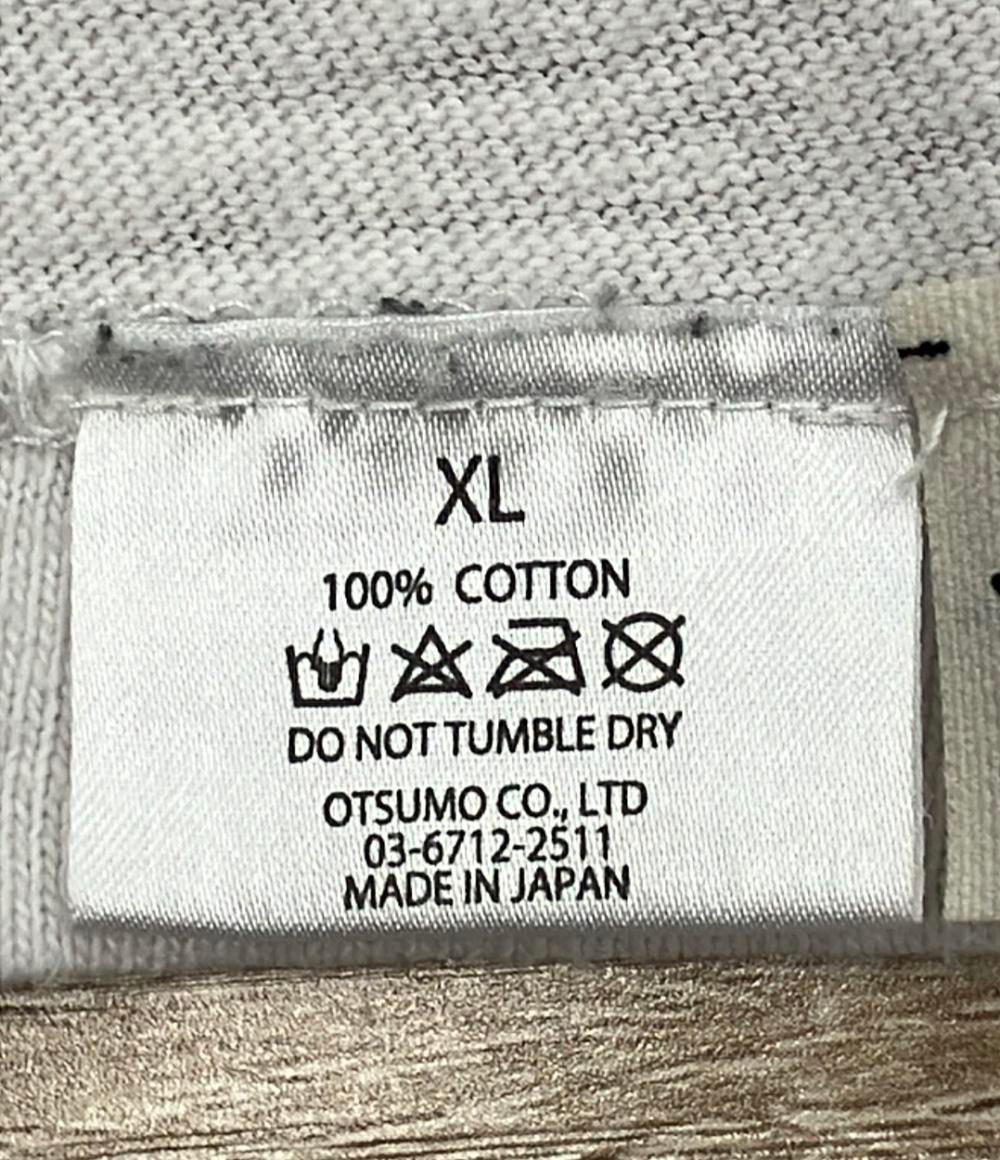 XL
100% COTTON
DO NOT TUMBLE DRY
OTSUMO CO., LTD
03-6712-2511
MADE IN JAPAN